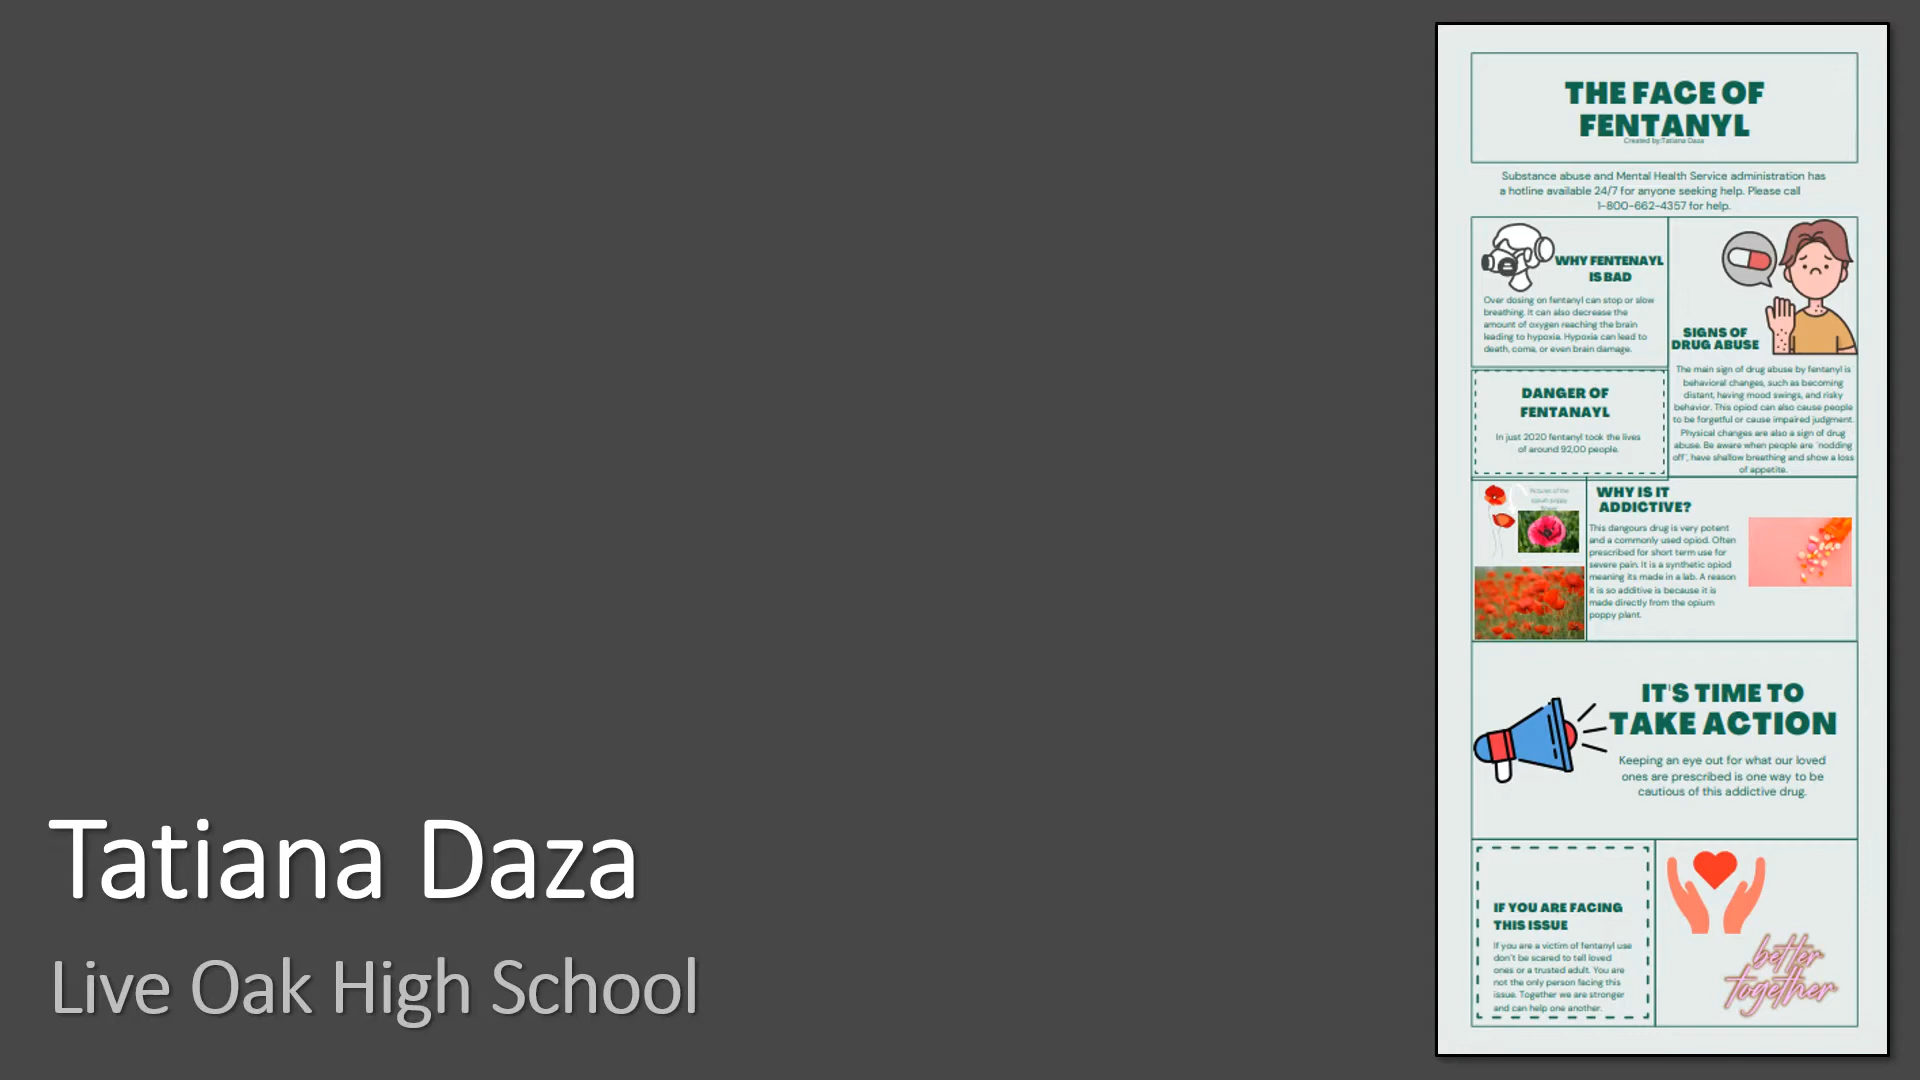 Tatiana Daza
Live Oak High School
THE FACE OF
FENTANYL
Created by:Tatiana Daza
Substance abuse and Mental Health Service administration has
a hotline available 24/7 for anyone seeking help. Please call
1-800-662-4357 for help.
WHY FENTENAYL
IS BAD
Over dosing on fentanyl can stop or slow
breathing. It can also decrease the
amount of oxygen reaching the brain
leading to hypoxia. Hypoxia can lead to
death, coma, or even brain damage.
SIGNS OF
DRUG ABUSE
The main sign of drug abuse by fentanyl is
behavioral changes, such as becoming
distant, having mood swings, and risky
behavior. This opiod can also cause people
to be forgetful or cause impaired judgment.
Physical changes are also a sign of drug
abuse. Be aware when people are "nodding
off", have shallow breathing and show a loss
of appetite.
DANGER OF
FENTANAYL
In just 2020 fentanyl took the lives
of around 92,00 people.
Pictures of the
opium poppy
WHY IS IT
ADDICTIVE?
This dangours drug is very potent
and a commonly used opiod. Often
prescribed for short term use for
severe pain. It is a synthetic opiod
meaning its made in a lab. A reason
it is so additive is because it is
made directly from the opium
poppy plant.
IT'S TIME TO
TAKE ACTION
Keeping an eye out for what our loved
ones are prescribed is one way to be
cautious of this addictive drug.
IF YOU ARE FACING
THIS ISSUE
If you are a victim of fentanyl use
don't be scared to tell loved
ones or a trusted adult. You are
not the only person facing this
issue. Together we are stronger
and can help one another.
better
together